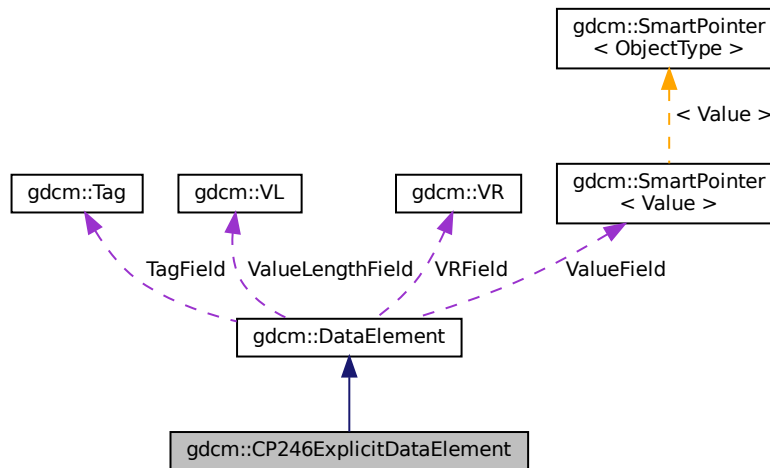 gdcm::SmartPointer
< ObjectType >
< Value >
gdcm::Tag
gdcm::VL
gdcm::VR
gdcm::SmartPointer
< Value >
TagField
ValueLengthField
VRField
ValueField
gdcm::DataElement
gdcm::CP246ExplicitDataElement